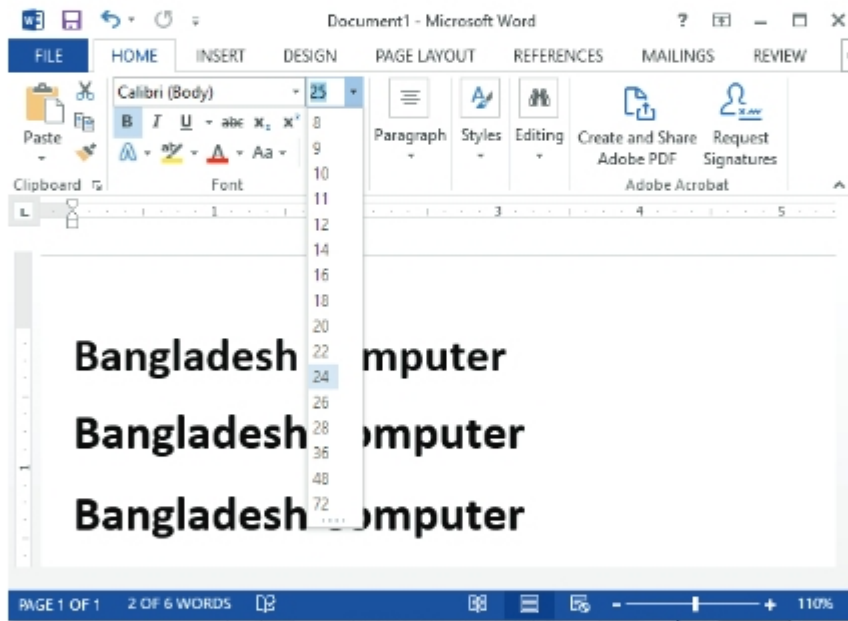 Document1 - Microsoft Word ?
FILE HOME INSERT DESIGN PAGE LAYOUT REFERENCES MAILINGS REVIEW
Calibri (Body) 25
B I U abc x₂ x²
Aa
Paste
Paragraph Styles Editing Create and Share Adobe PDF Request Signatures
Clipboard Font Adobe Acrobat
L 1 3 4 5
8
9
10
11
12
14
16
18
20
22
24
26
28
36
48
72
Bangladesh mputer
Bangladesh omputer
Bangladesh Computer
1
PAGE 1 OF 1 2 OF 6 WORDS 110%